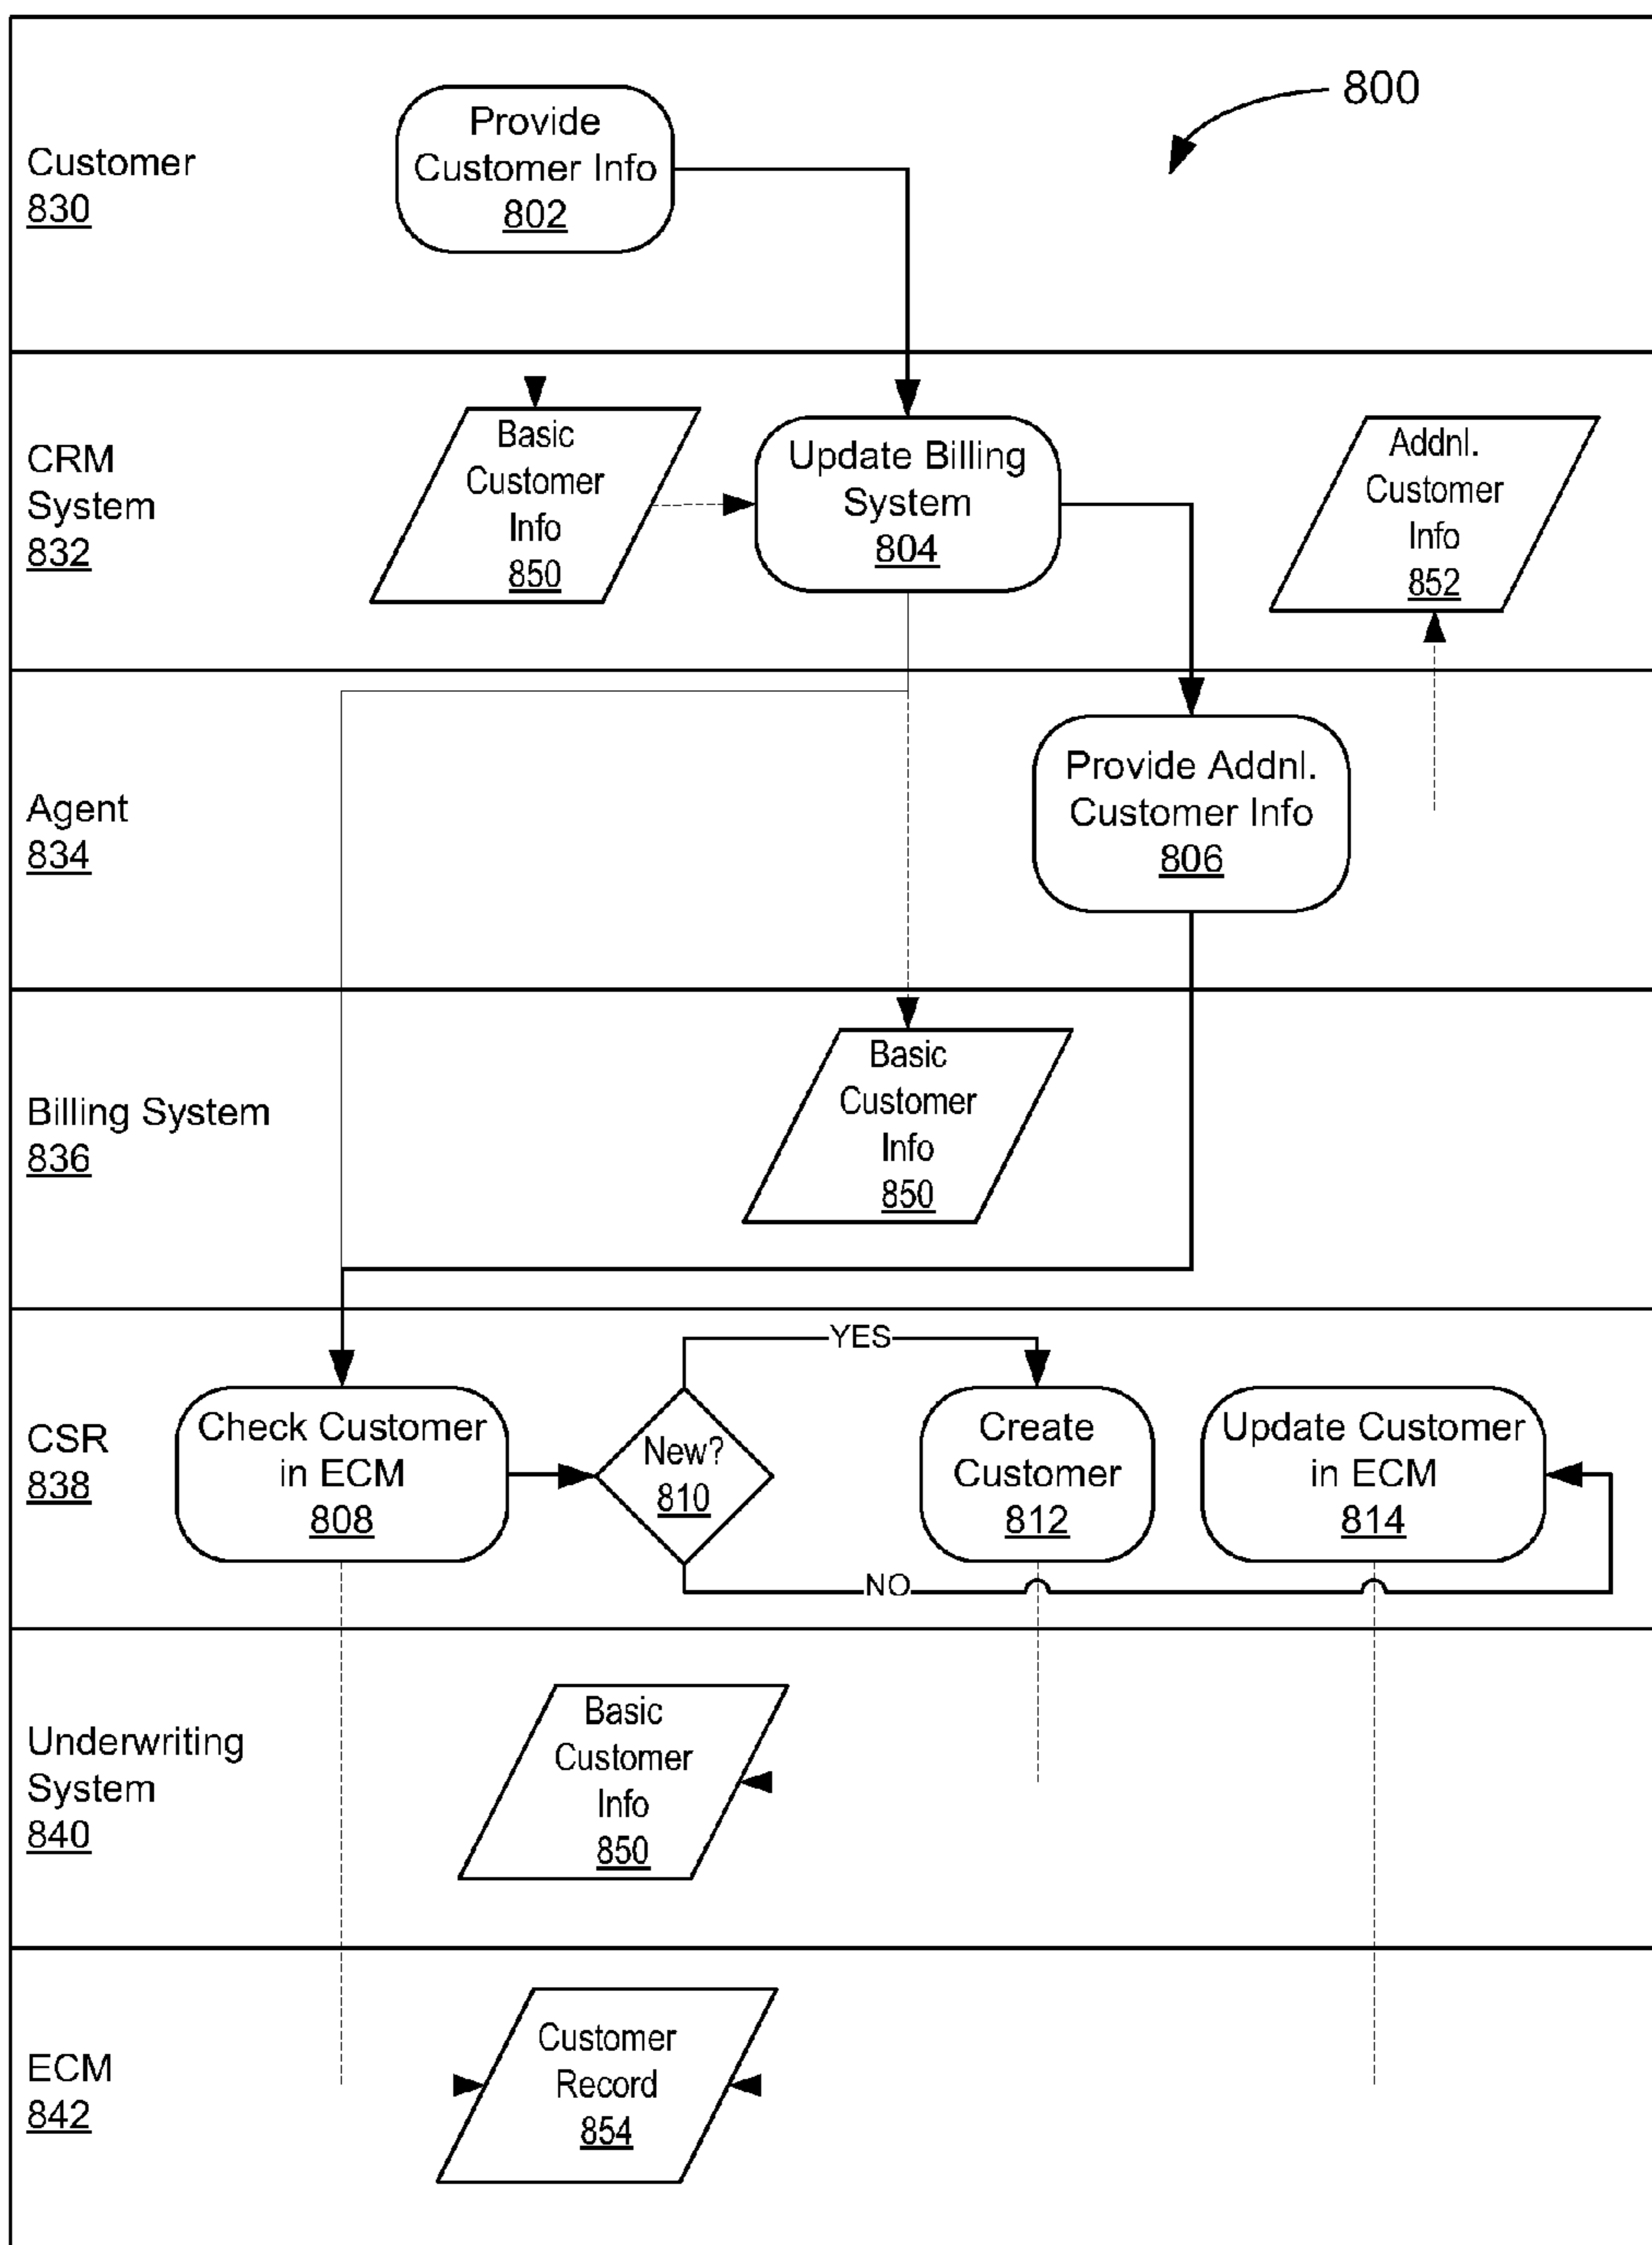 800
Customer
830
Provide
Customer Info
802
CRM
System
832
Basic
Customer
Info
850
Update Billing
System
804
Addnl.
Customer
Info
852
Agent
834
Provide Addnl.
Customer Info
806
Billing System
836
Basic
Customer
Info
850
CSR
838
Check Customer
in ECM
808
New?
810
YES
NO
Create
Customer
812
Update Customer
in ECM
814
Underwriting
System
840
Basic
Customer
Info
850
ECM
842
Customer
Record
854